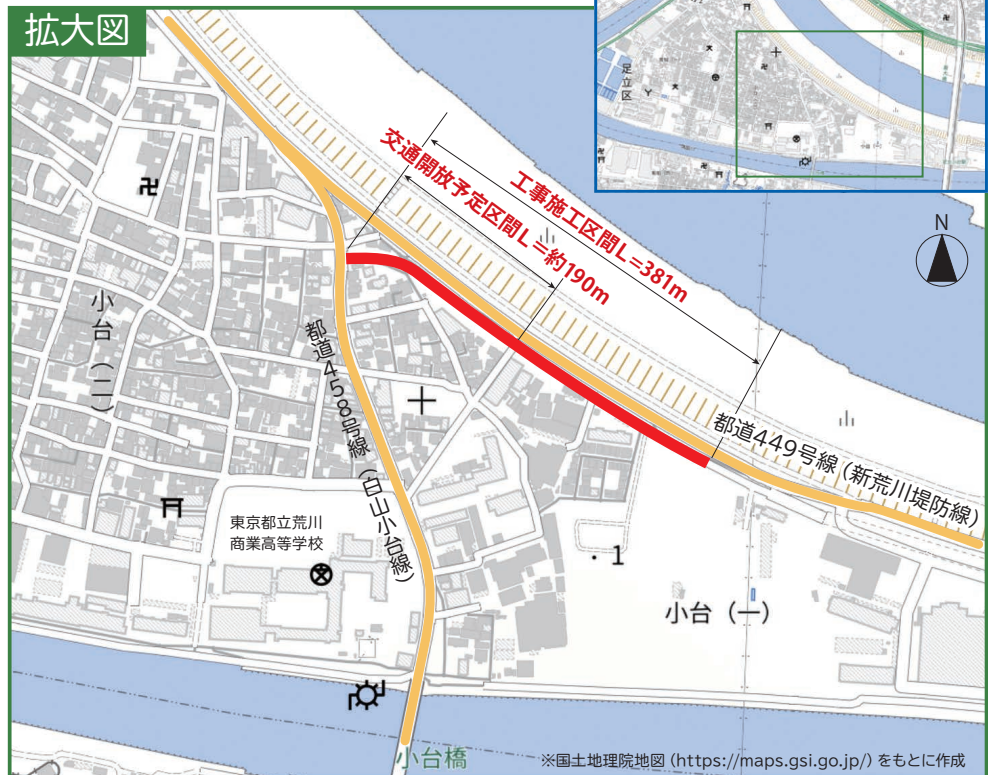 拡大図
足立区
N
工事施工区間L=381m
交通開放予定区間L=約190m
小台(二)
都道458号線(白山小台線)
都道449号線(新荒川堤防線)
東京都立荒川
商業高等学校
1
小台(一)
小台橋
※国土地理院地図(https://maps.gsi.go.jp/)をもとに作成